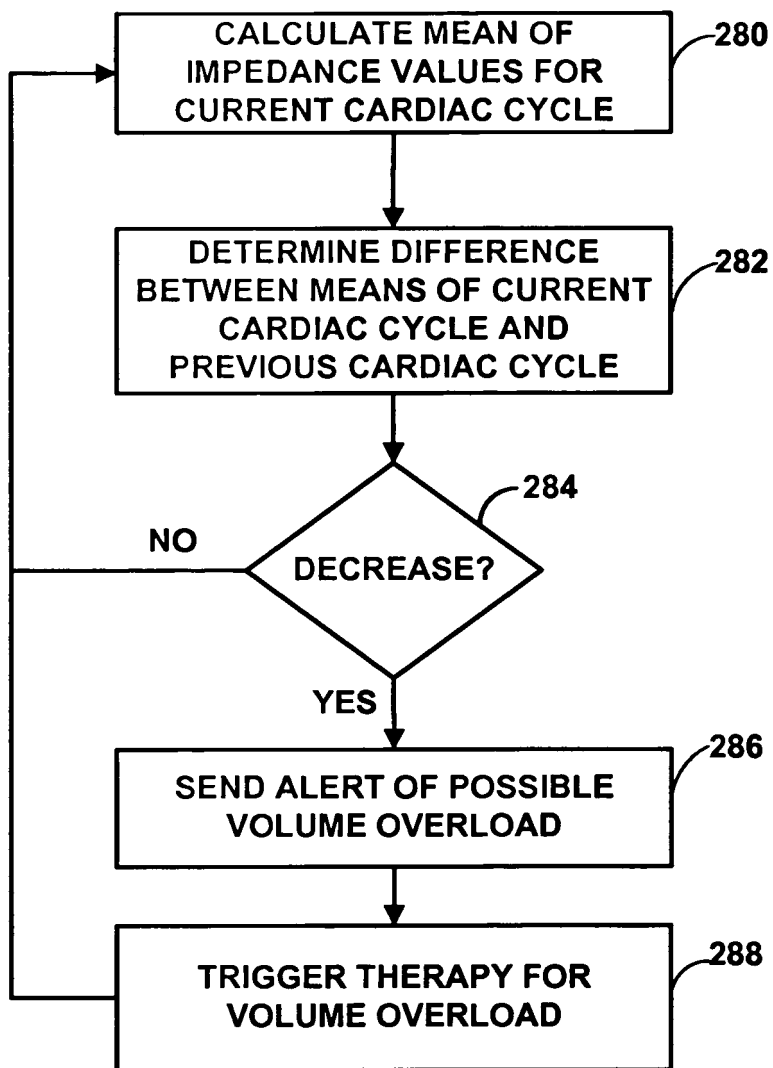 CALCULATE MEAN OF
IMPEDANCE VALUES FOR
CURRENT CARDIAC CYCLE
280
DETERMINE DIFFERENCE
BETWEEN MEANS OF CURRENT
CARDIAC CYCLE AND
PREVIOUS CARDIAC CYCLE
282
284
NO
DECREASE?
YES
286
SEND ALERT OF POSSIBLE
VOLUME OVERLOAD
288
TRIGGER THERAPY FOR
VOLUME OVERLOAD